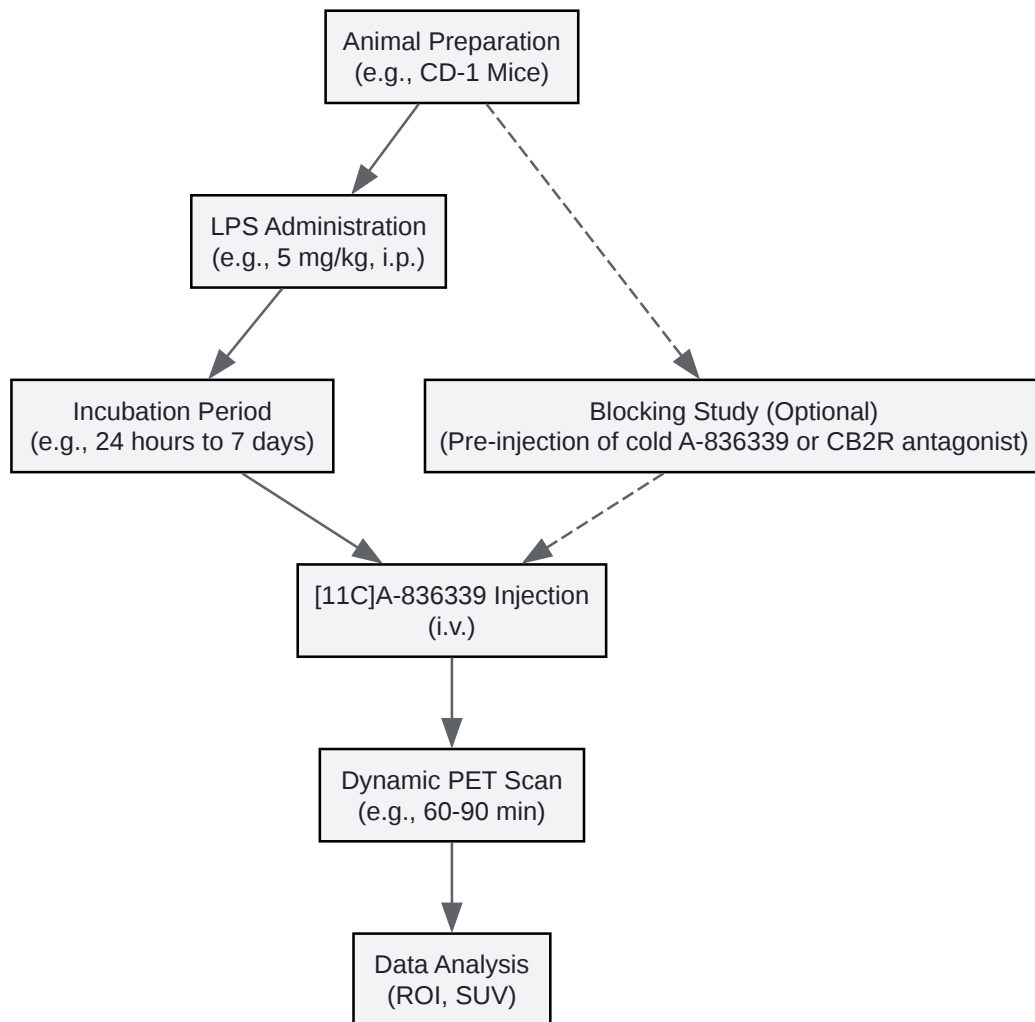 Animal Preparation
(e.g., CD-1 Mice)
LPS Administration
(e.g., 5 mg/kg, i.p.)
Incubation Period
(e.g., 24 hours to 7 days)
Blocking Study (Optional)
(Pre-injection of cold A-836339 or CB2R antagonist)
[11C]A-836339 Injection
(i.v.)
Dynamic PET Scan
(e.g., 60-90 min)
Data Analysis
(ROI, SUV)